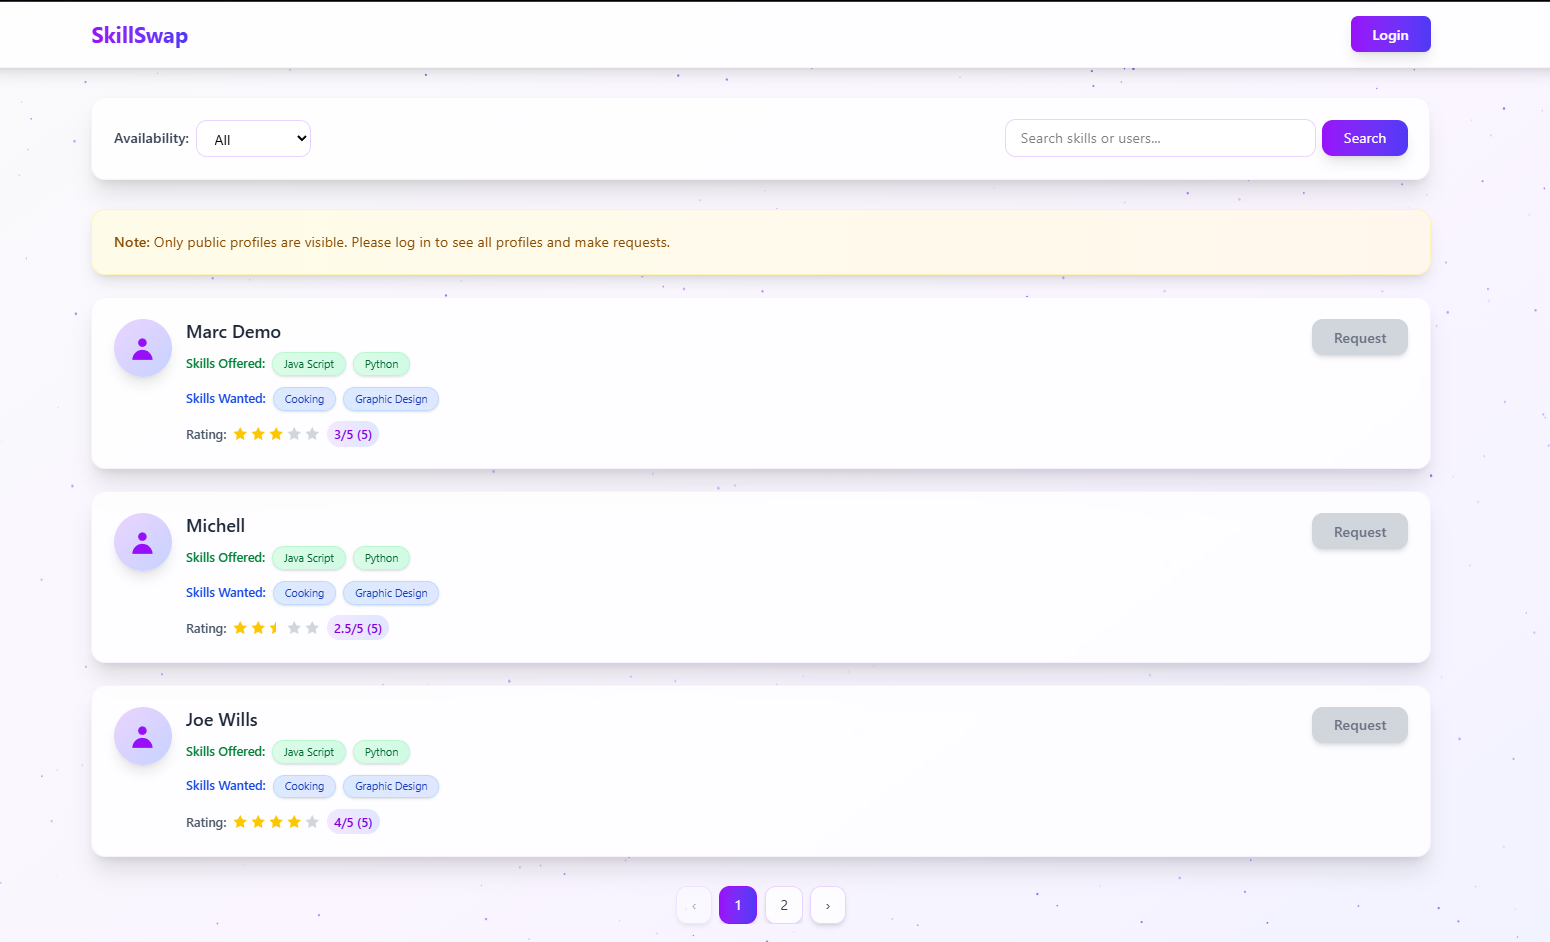 SkillSwap
Login
Availability: All
Search skills or users...
Search
Note: Only public profiles are visible. Please log in to see all profiles and make requests.
Marc Demo
Request
Skills Offered: Java Script Python
Skills Wanted: Cooking Graphic Design
Rating: 3/5 (5)
Michell
Request
Skills Offered: Java Script Python
Skills Wanted: Cooking Graphic Design
Rating: 2.5/5 (5)
Joe Wills
Request
Skills Offered: Java Script Python
Skills Wanted: Cooking Graphic Design
Rating: 4/5 (5)
‹ 1 2 ›